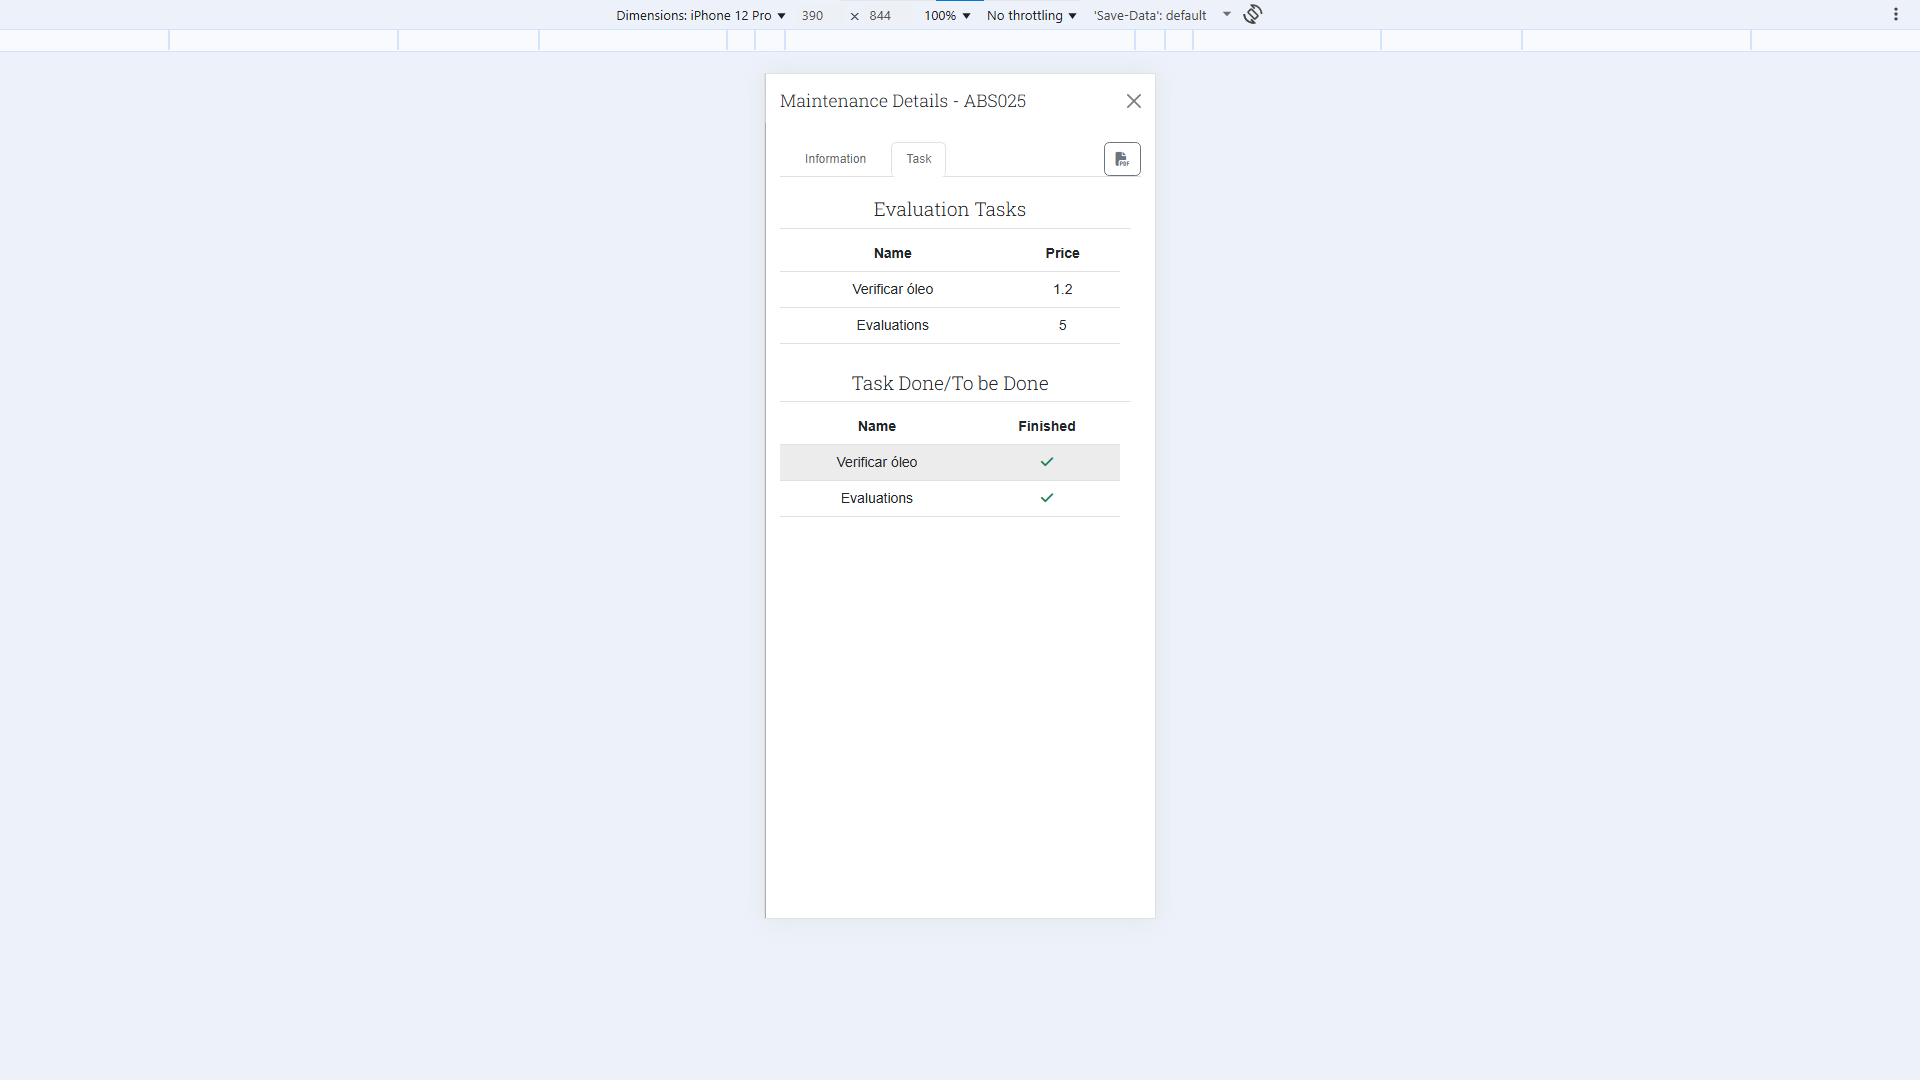 Dimensions: iPhone 12 Pro 390 × 844 100% No throttling 'Save-Data': default
Maintenance Details - ABS025
Information Task PDF
Evaluation Tasks
Name Price
Verificar óleo 1.2
Evaluations 5
Task Done/To be Done
Name Finished
Verificar óleo
Evaluations